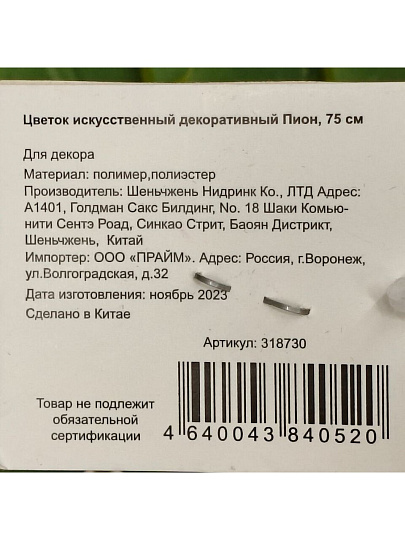 Цветок искусственный декоративный Пион, 75 см
Для декора
Материал: полимер,полиэстер
Производитель: Шеньчжень Нидринк Ко., ЛТД Адрес:
А1401, Голдман Сакс Билдинг, No. 18 Шаки Комью-
нити Сентэ Роад, Синкао Стрит, Баоян Дистрикт,
Шеньчжень, Китай
Импортер: ООО «ПРАЙМ». Адрес: Россия, г.Воронеж,
ул.Волгоградская, д.32
Дата изготовления: ноябрь 2023
Сделано в Китае
Артикул: 318730
Товар не подлежит
обязательной
сертификации
4 640043 840520